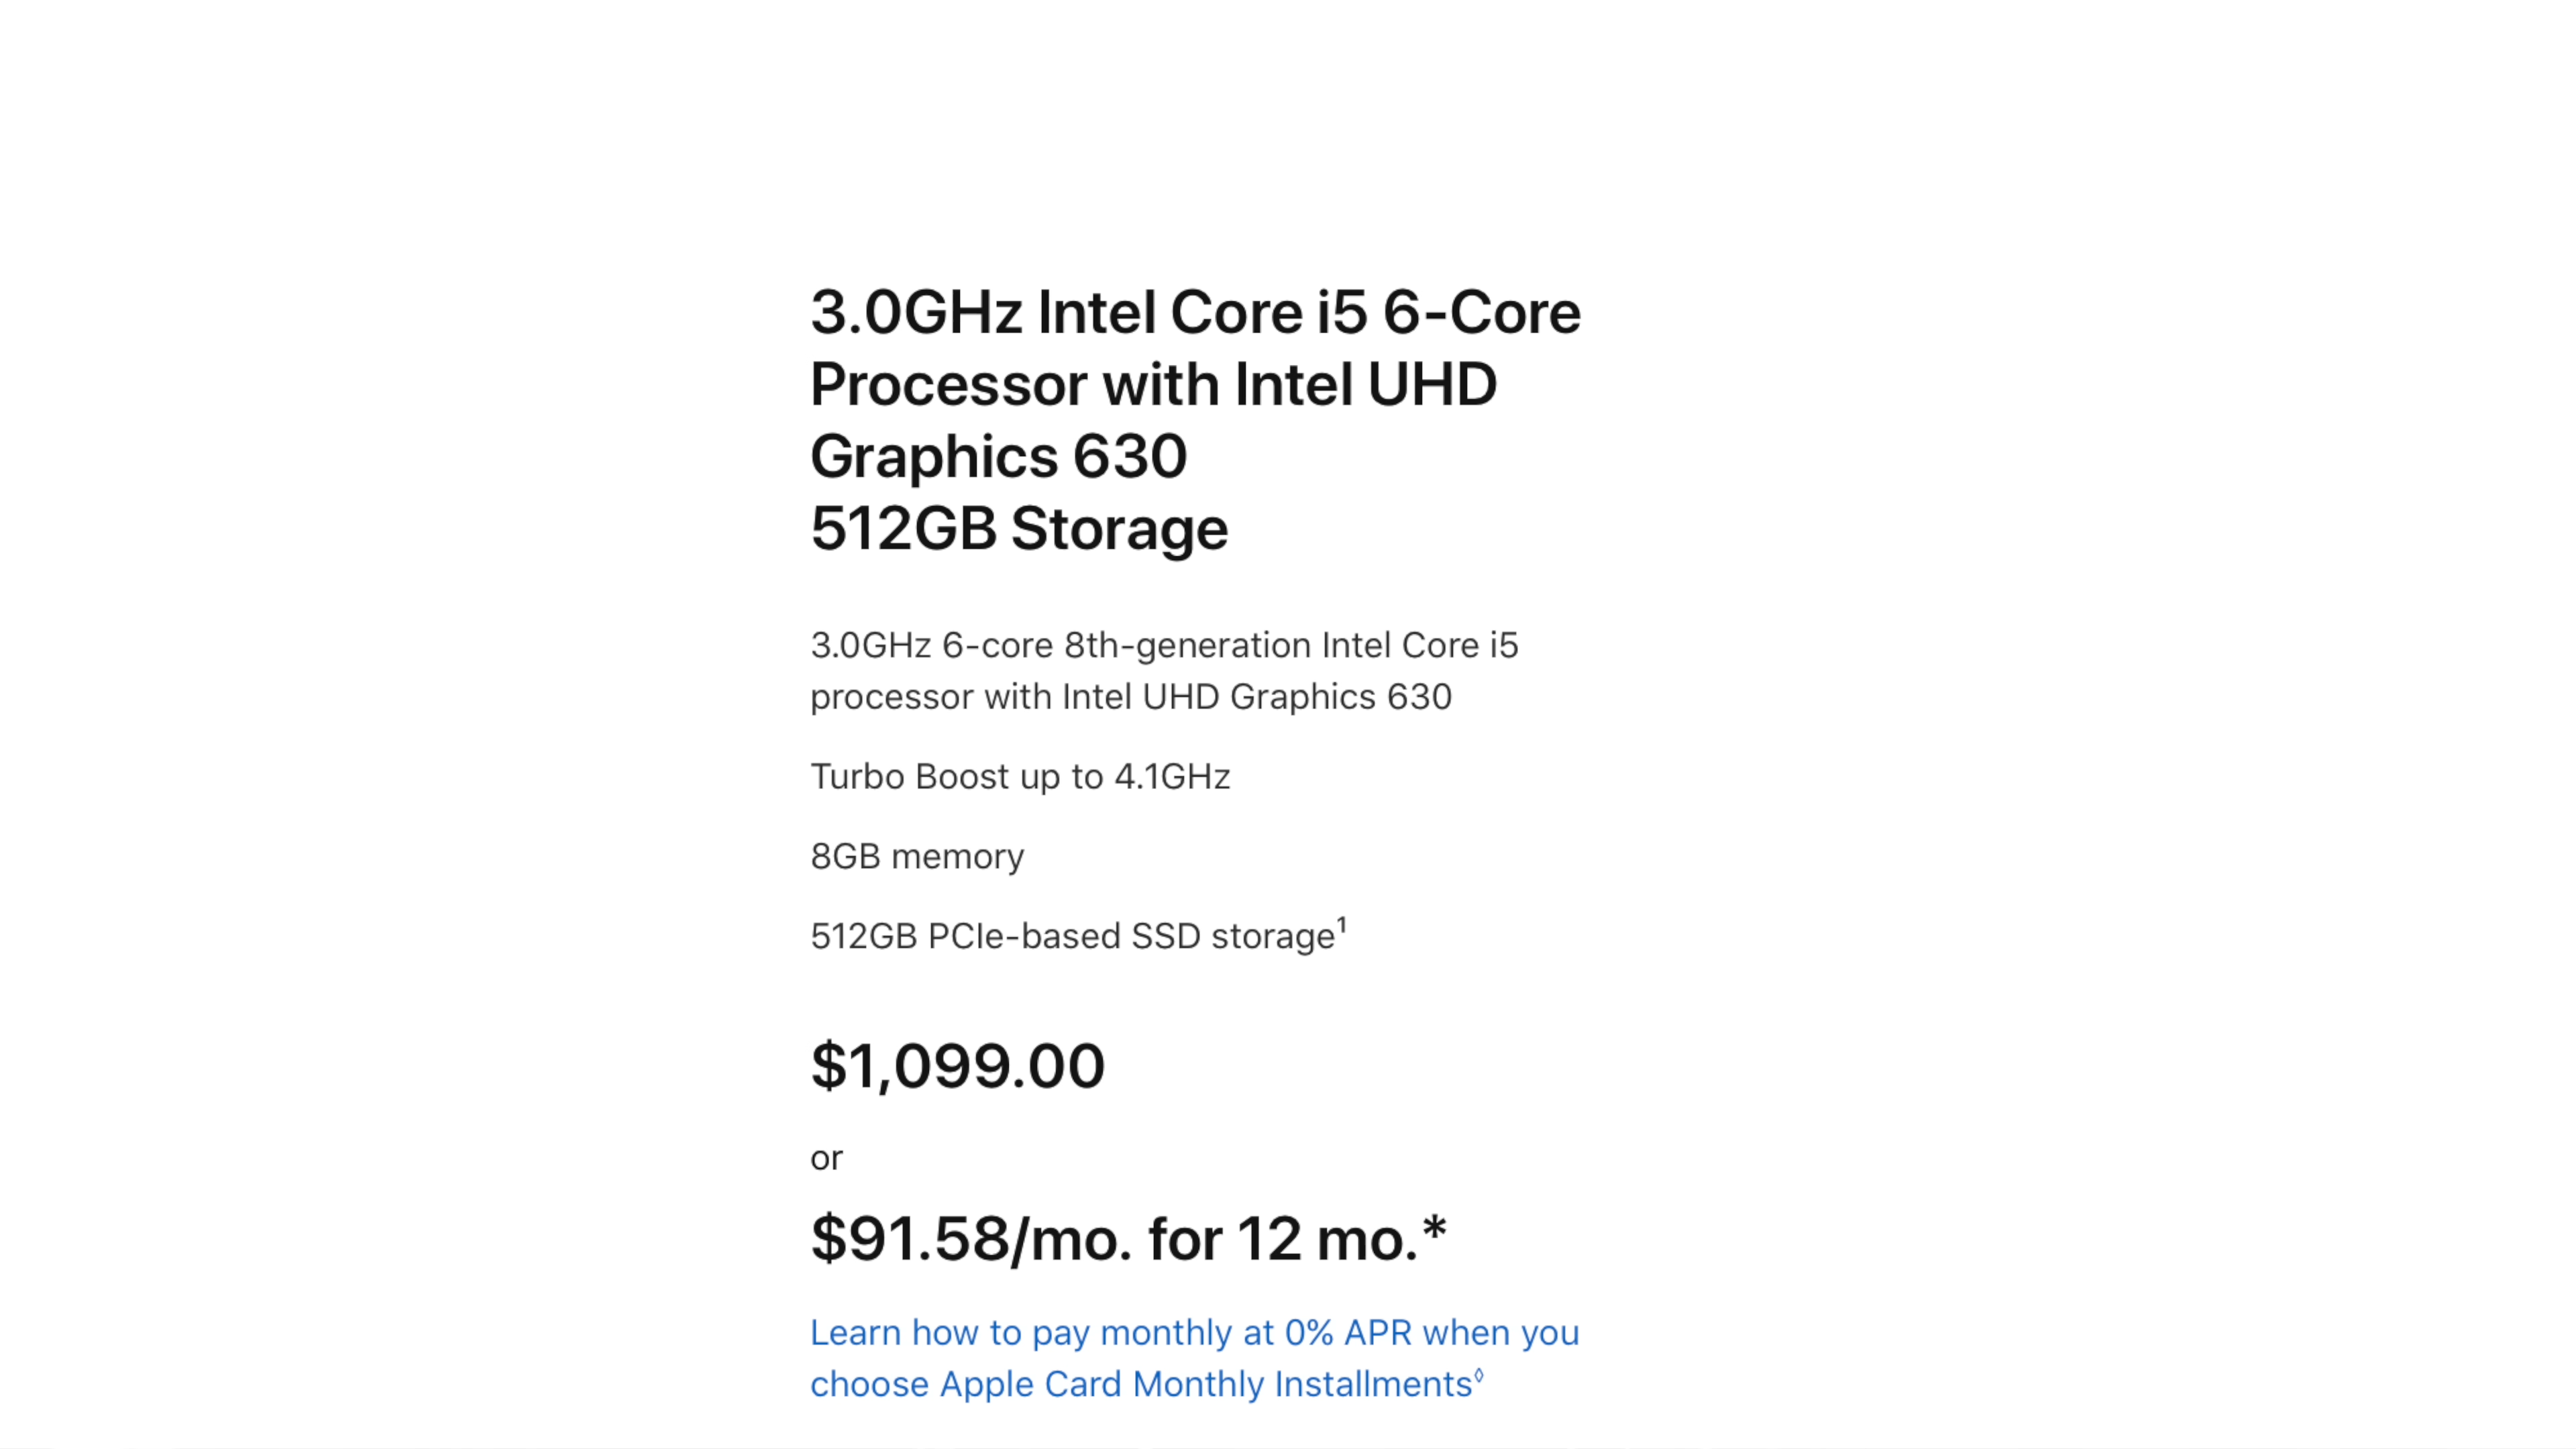 3.0GHz Intel Core i5 6-Core
Processor with Intel UHD
Graphics 630
512GB Storage
3.0GHz 6-core 8th-generation Intel Core i5
processor with Intel UHD Graphics 630
Turbo Boost up to 4.1GHz
8GB memory
512GB PCIe-based SSD storage¹
$1,099.00
or
$91.58/mo. for 12 mo.*
Learn how to pay monthly at 0% APR when you
choose Apple Card Monthly Installments◊